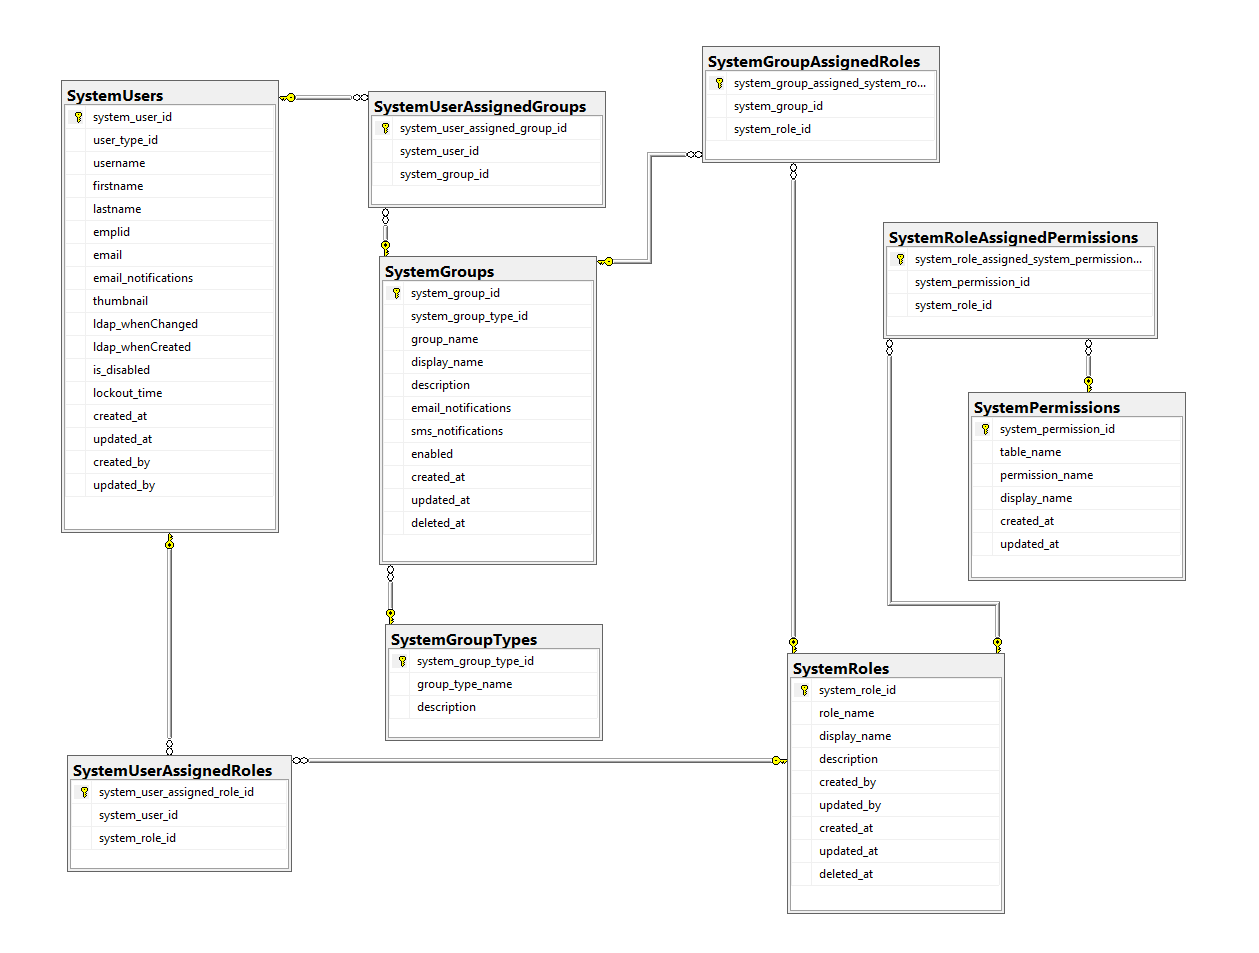 SystemUsers
system_user_id
user_type_id
username
firstname
lastname
emplid
email
email_notifications
thumbnail
ldap_whenChanged
ldap_whenCreated
is_disabled
lockout_time
created_at
updated_at
created_by
updated_by
SystemUserAssignedGroups
system_user_assigned_group_id
system_user_id
system_group_id
SystemGroupAssignedRoles
system_group_assigned_system_ro...
system_group_id
system_role_id
SystemGroups
system_group_id
system_group_type_id
group_name
display_name
description
email_notifications
sms_notifications
enabled
created_at
updated_at
deleted_at
SystemRoleAssignedPermissions
system_role_assigned_system_permission...
system_permission_id
system_role_id
SystemPermissions
system_permission_id
table_name
permission_name
display_name
created_at
updated_at
SystemGroupTypes
system_group_type_id
group_type_name
description
SystemRoles
system_role_id
role_name
display_name
description
created_by
updated_by
created_at
updated_at
deleted_at
SystemUserAssignedRoles
system_user_assigned_role_id
system_user_id
system_role_id